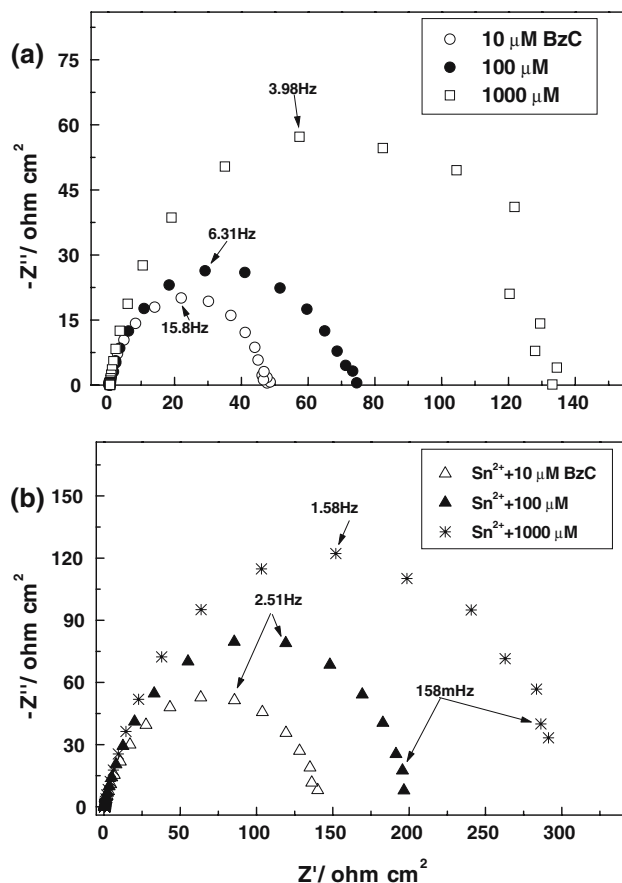 (a)
10 μM BzC
100 μM
1000 μM
3.98Hz
6.31Hz
15.8Hz
-Z"/ ohm cm²
75
60
45
30
15
0
0 20 40 60 80 100 120 140
(b)
Sn²⁺+10 μM BzC
Sn²⁺+100 μM
Sn²⁺+1000 μM
1.58Hz
2.51Hz
158mHz
-Z"/ ohm cm²
150
120
90
60
30
0
0 50 100 150 200 250 300
Z'/ ohm cm²